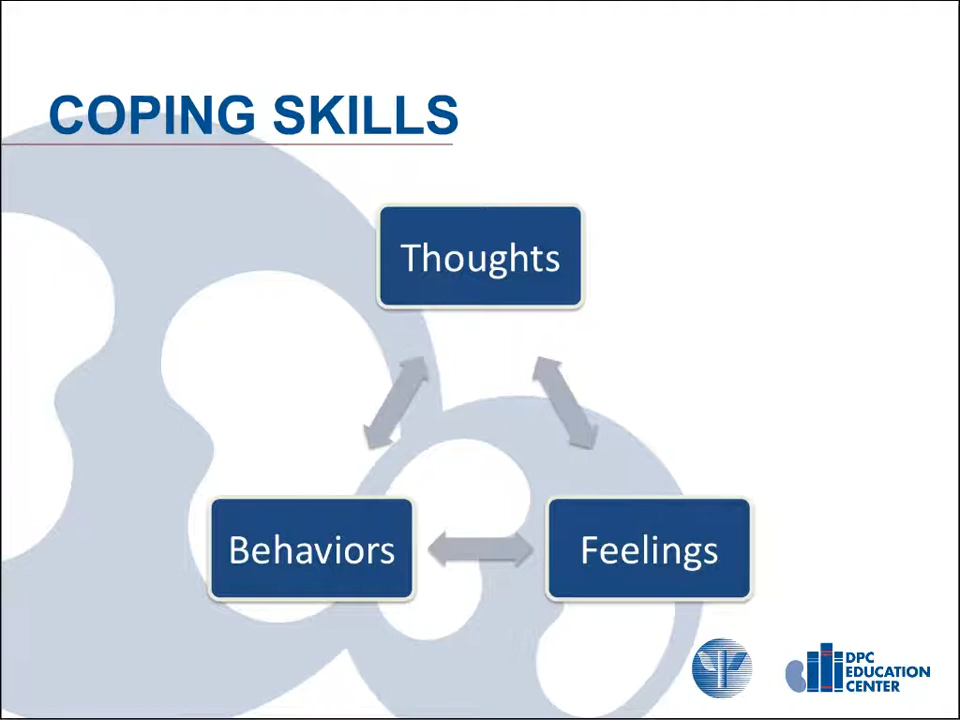 COPING SKILLS
Thoughts
Behaviors
Feelings
DPC
EDUCATION
CENTER